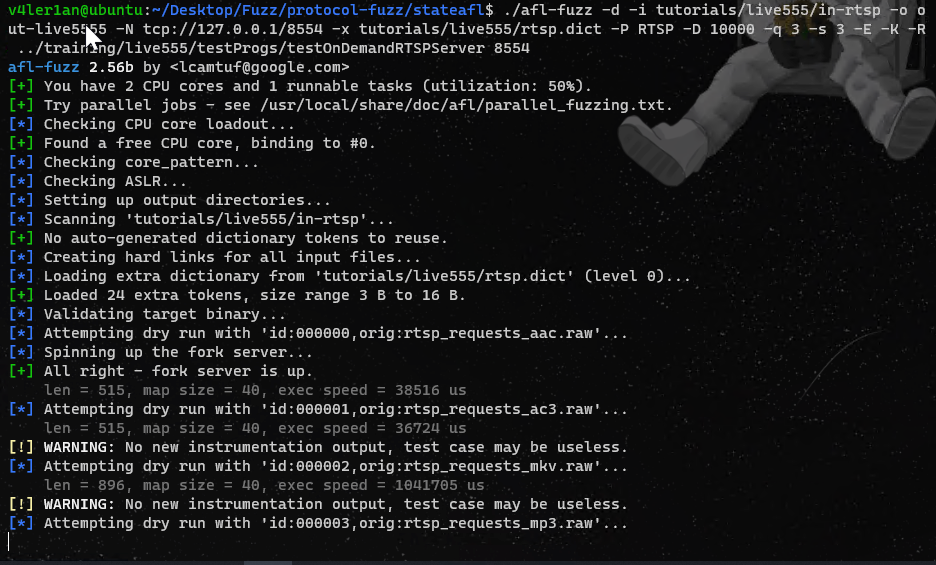 v4ler1an@ubuntu:~/Desktop/Fuzz/protocol-fuzz/stateafl$ ./afl-fuzz -d -i tutorials/live555/in-rtsp -o o
ut-live5555 -N tcp://127.0.0.1/8554 -x tutorials/live555/rtsp.dict -P RTSP -D 10000 -q 3 -s 3 -E -K -R
../training/live555/testProgs/testOnDemandRTSPServer 8554
afl-fuzz 2.56b by <lcamtuf@google.com>
[+] You have 2 CPU cores and 1 runnable tasks (utilization: 50%).
[+] Try parallel jobs - see /usr/local/share/doc/afl/parallel_fuzzing.txt.
[*] Checking CPU core loadout...
[+] Found a free CPU core, binding to #0.
[*] Checking core_pattern...
[*] Checking ASLR...
[*] Setting up output directories...
[*] Scanning 'tutorials/live555/in-rtsp'...
[+] No auto-generated dictionary tokens to reuse.
[*] Creating hard links for all input files...
[*] Loading extra dictionary from 'tutorials/live555/rtsp.dict' (level 0)...
[+] Loaded 24 extra tokens, size range 3 B to 16 B.
[*] Validating target binary...
[*] Attempting dry run with 'id:000000,orig:rtsp_requests_aac.raw'...
[*] Spinning up the fork server...
[+] All right - fork server is up.
len = 515, map size = 40, exec speed = 38516 us
[*] Attempting dry run with 'id:000001,orig:rtsp_requests_ac3.raw'...
len = 515, map size = 40, exec speed = 36724 us
[!] WARNING: No new instrumentation output, test case may be useless.
[*] Attempting dry run with 'id:000002,orig:rtsp_requests_mkv.raw'...
len = 896, map size = 40, exec speed = 1041705 us
[!] WARNING: No new instrumentation output, test case may be useless.
[*] Attempting dry run with 'id:000003,orig:rtsp_requests_mp3.raw'...